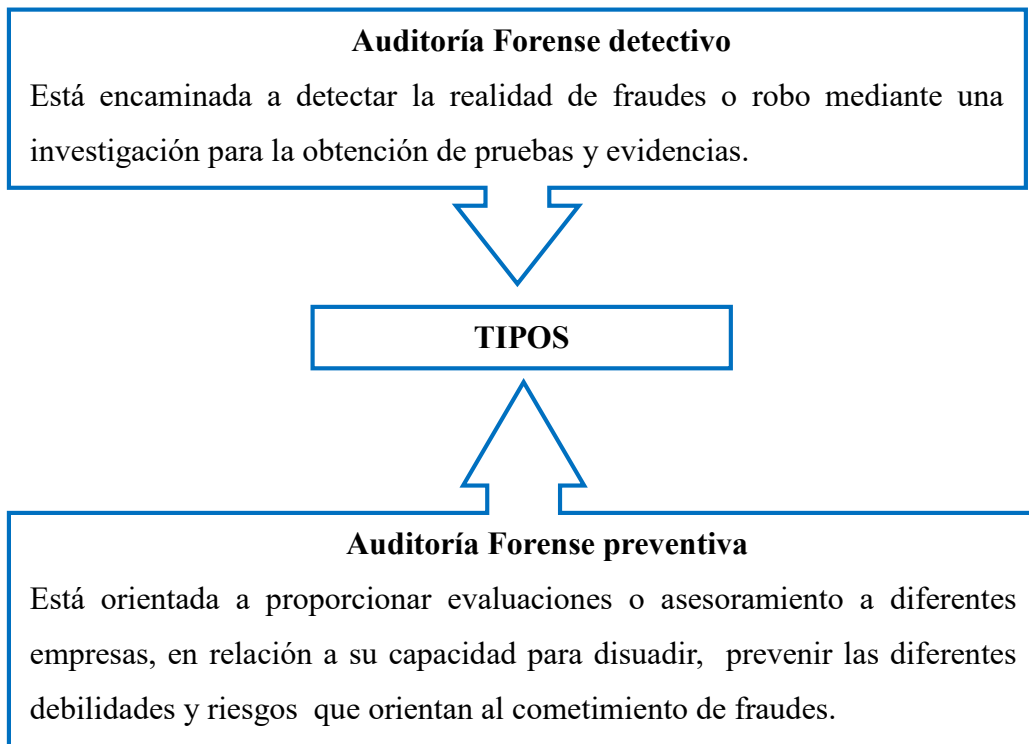 Auditoría Forense detectivo
Está encaminada a detectar la realidad de fraudes o robo mediante una
investigación para la obtención de pruebas y evidencias.
TIPOS
Auditoría Forense preventiva
Está orientada a proporcionar evaluaciones o asesoramiento a diferentes
empresas, en relación a su capacidad para disuadir, prevenir las diferentes
debilidades y riesgos que orientan al cometimiento de fraudes.